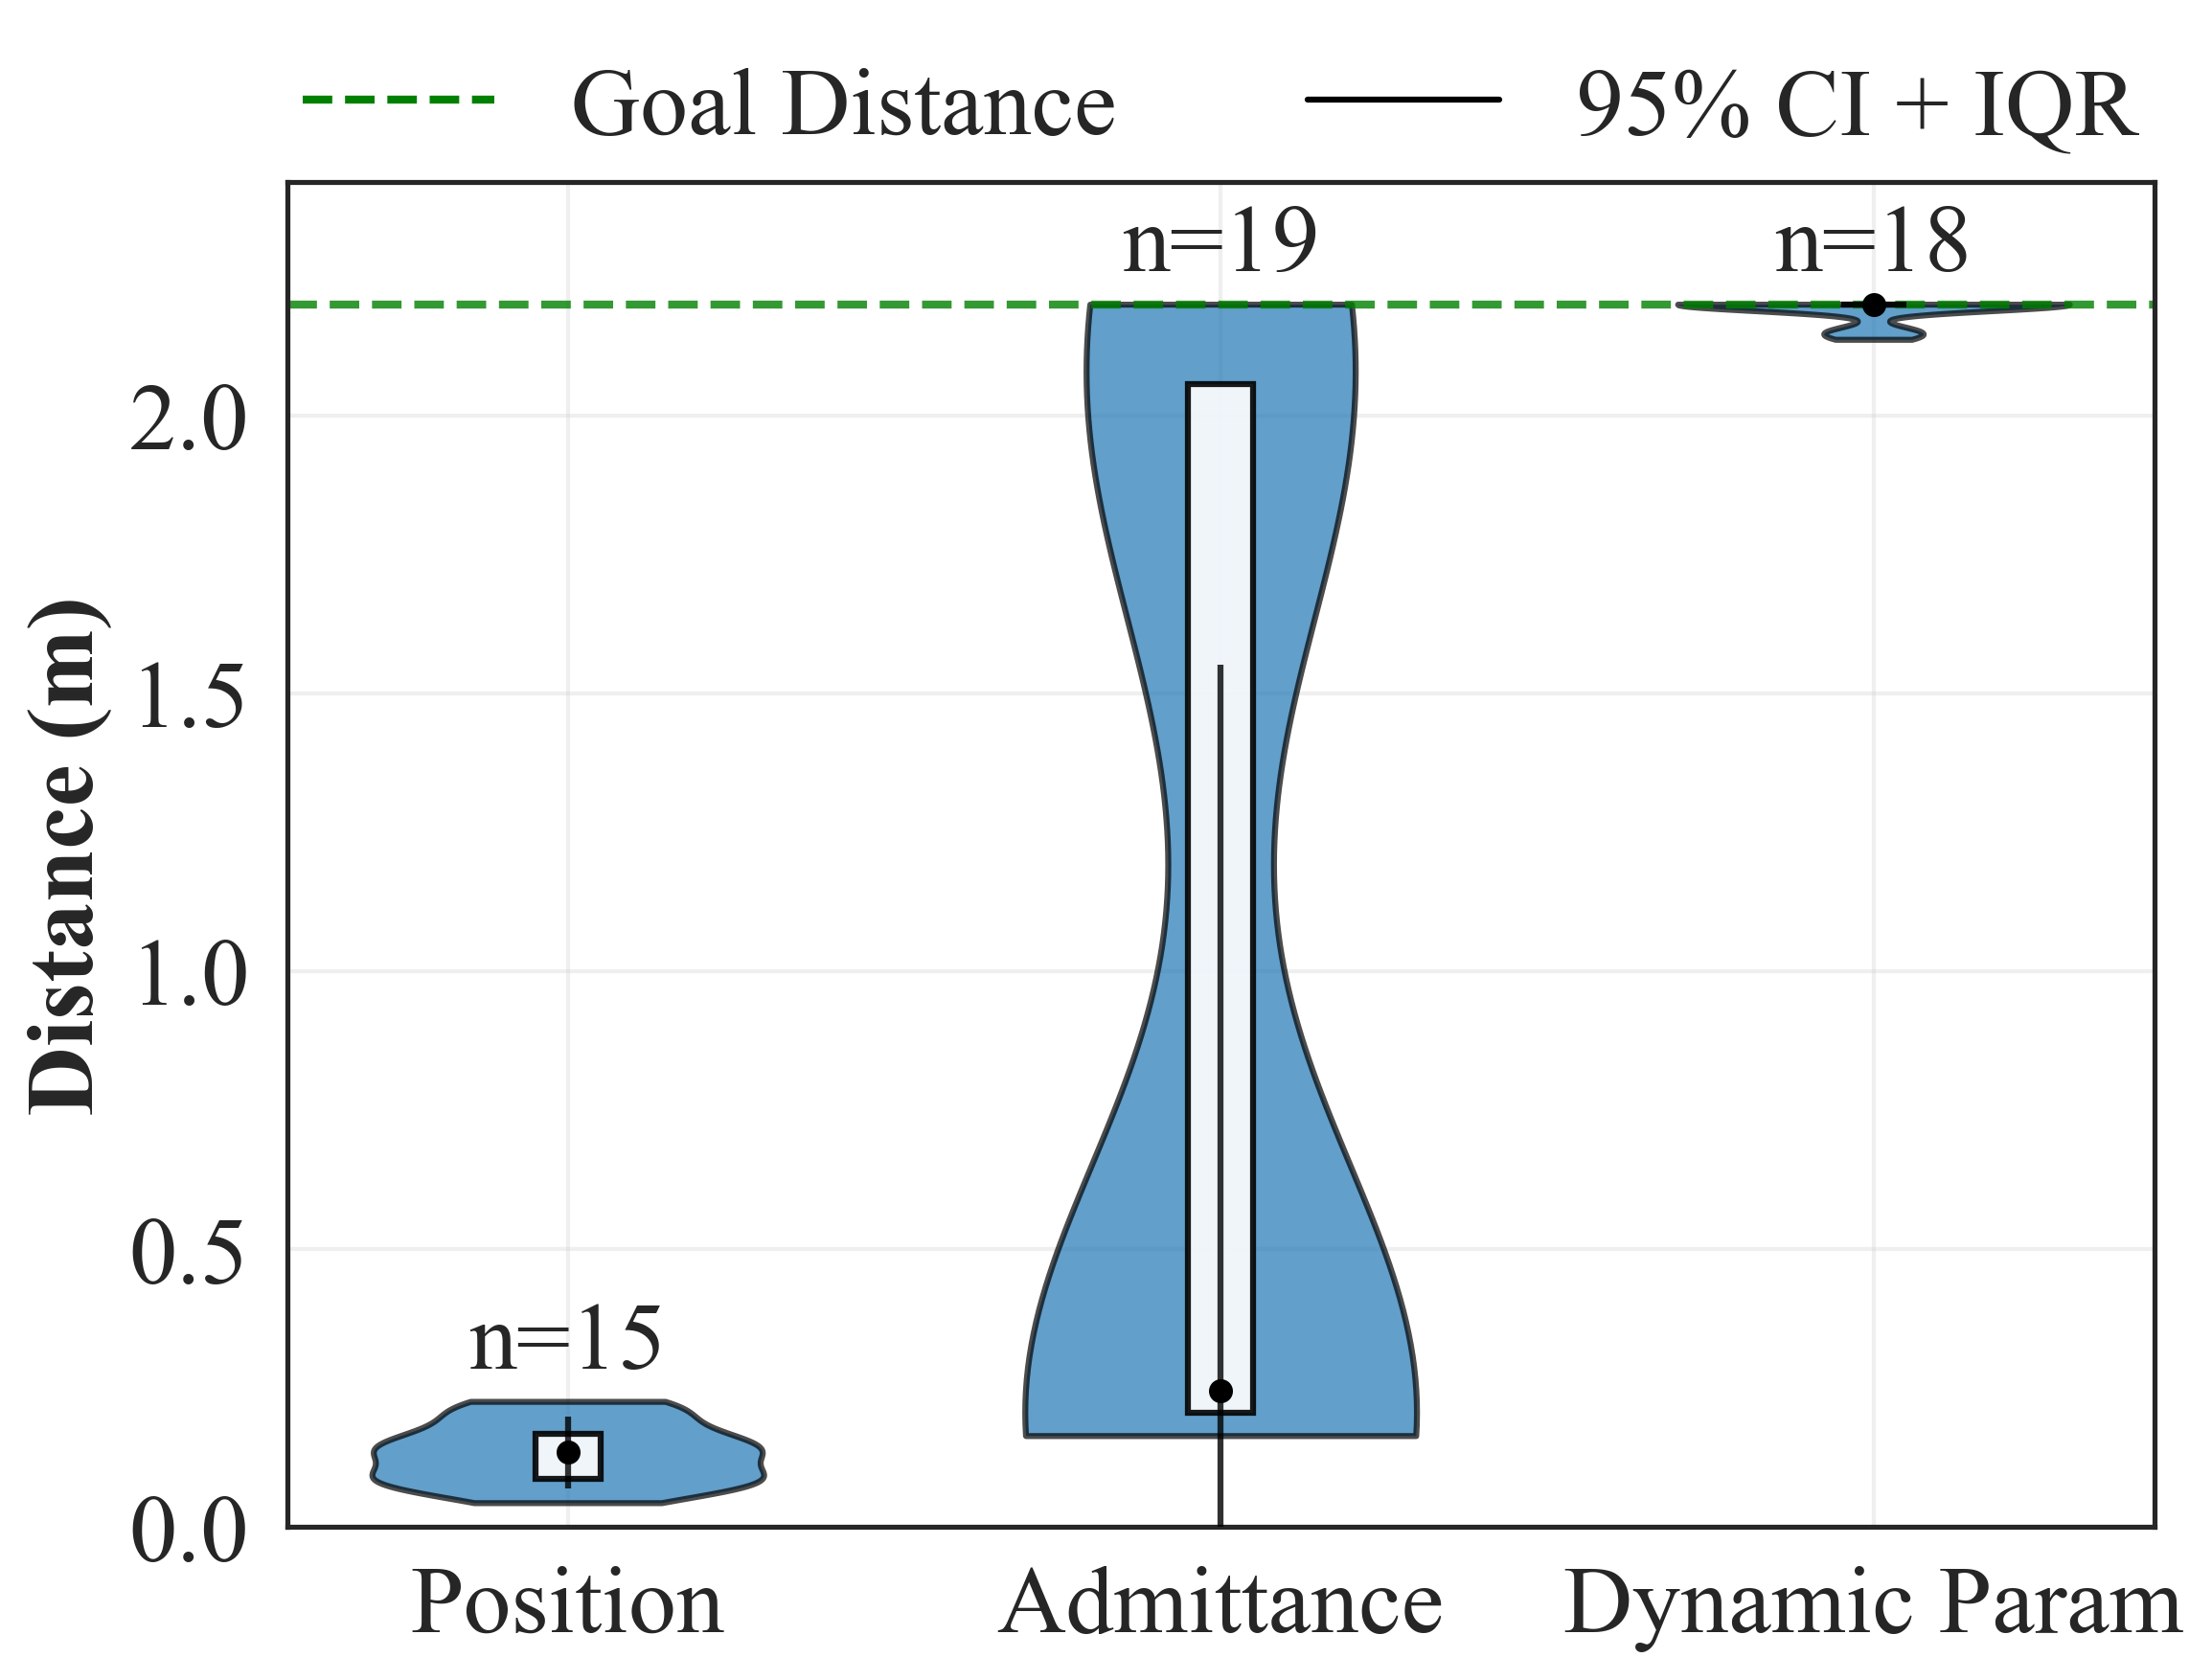 Goal Distance
95% CI + IQR
n=19
n=18
n=15
Distance (m)
2.0
1.5
1.0
0.5
0.0
Position
Admittance
Dynamic Param